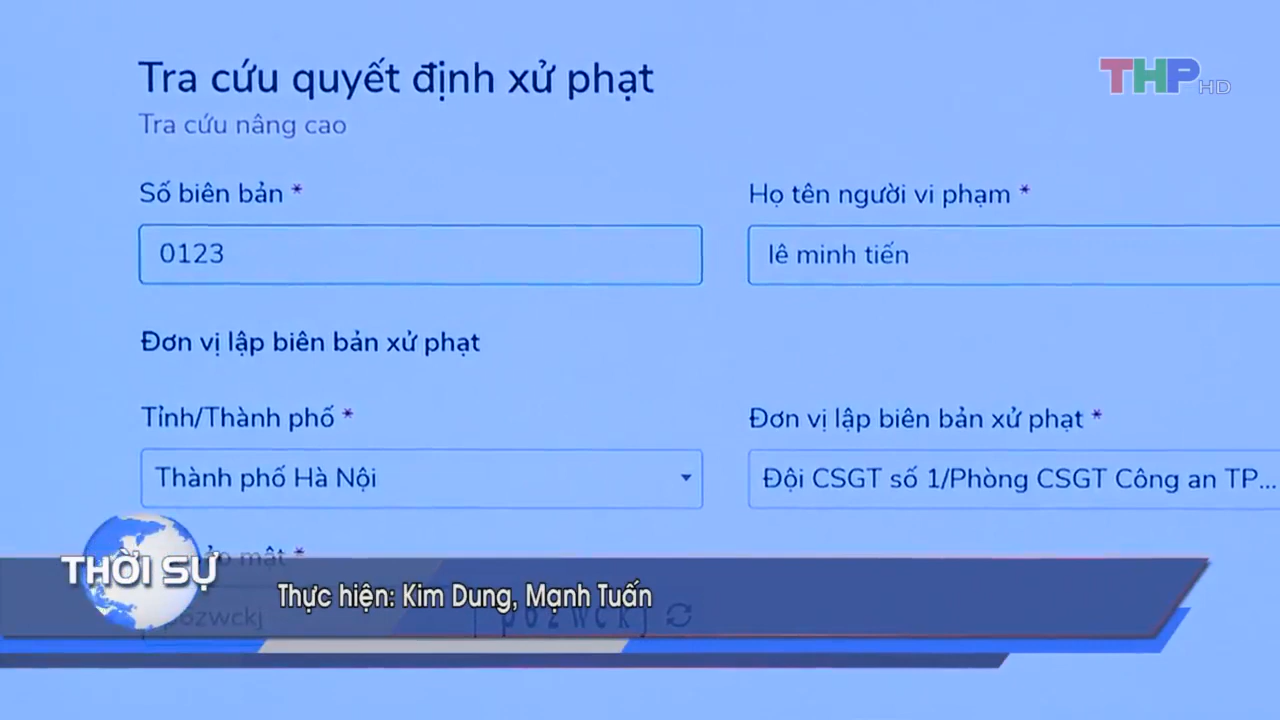 Tra cứu quyết định xử phạt
THP HD
Tra cứu nâng cao
Số biên bản *
Họ tên người vi phạm *
0123
lê minh tiến
Đơn vị lập biên bản xử phạt
Tỉnh/Thành phố *
Đơn vị lập biên bản xử phạt *
Thành phố Hà Nội
Đội CSGT số 1/Phòng CSGT Công an TP...
mật *
THỜI SỰ
Thực hiện: Kim Dung, Mạnh Tuấn
p6zwckj
p6zwckj